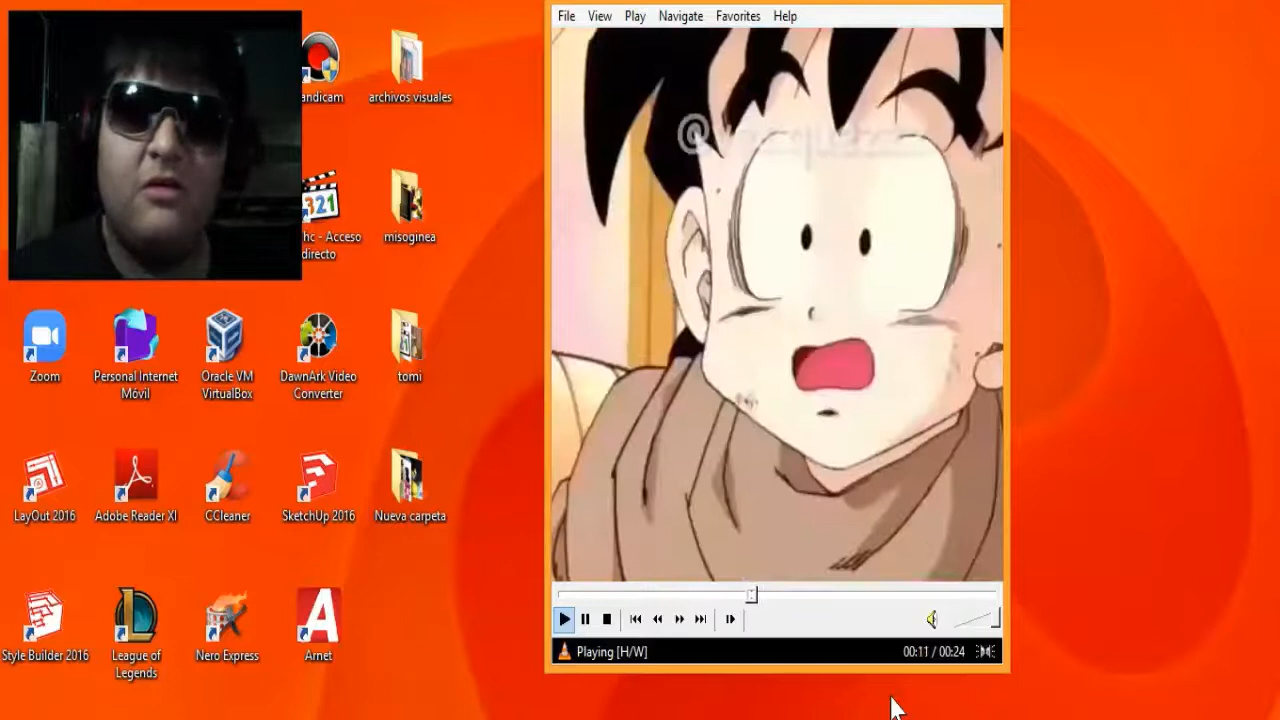 File View Play Navigate Favorites Help
andicam
archivos visuales
321
hc - Acceso
directo
misoginea
Zoom
Personal Internet
Móvil
Oracle VM
VirtualBox
DawnArk Video
Converter
tomi
LayOut 2016
Adobe Reader XI
CCleaner
SketchUp 2016
Nueva carpeta
Style Builder 2016
League of
Legends
Nero Express
Arnet
Playing [H/W]
00:11 / 00:24